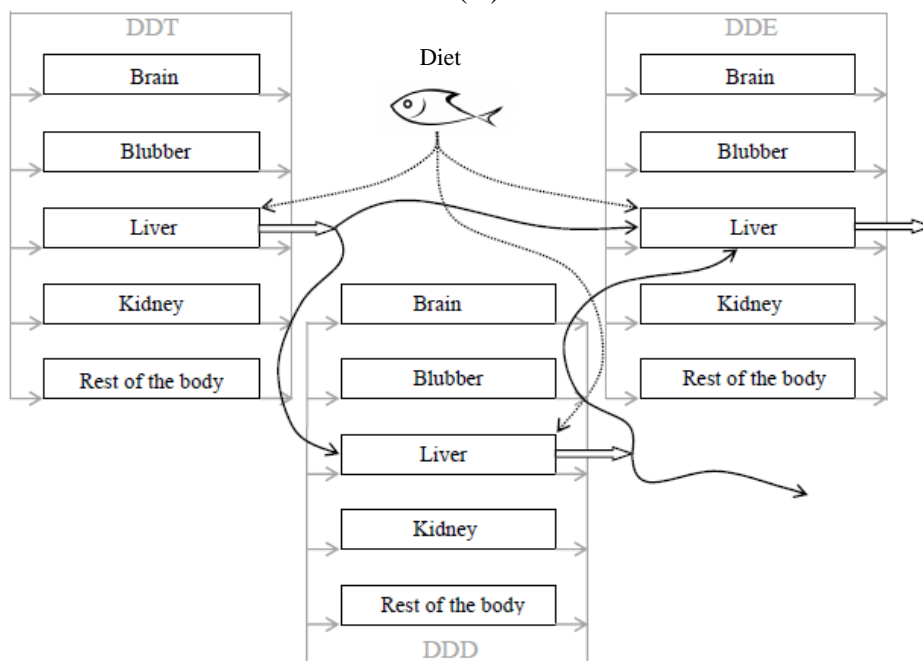 DDT
Brain
Blubber
Liver
Kidney
Rest of the body
Diet
DDE
Brain
Blubber
Liver
Kidney
Rest of the body
Brain
Blubber
Liver
Kidney
Rest of the body
DDD